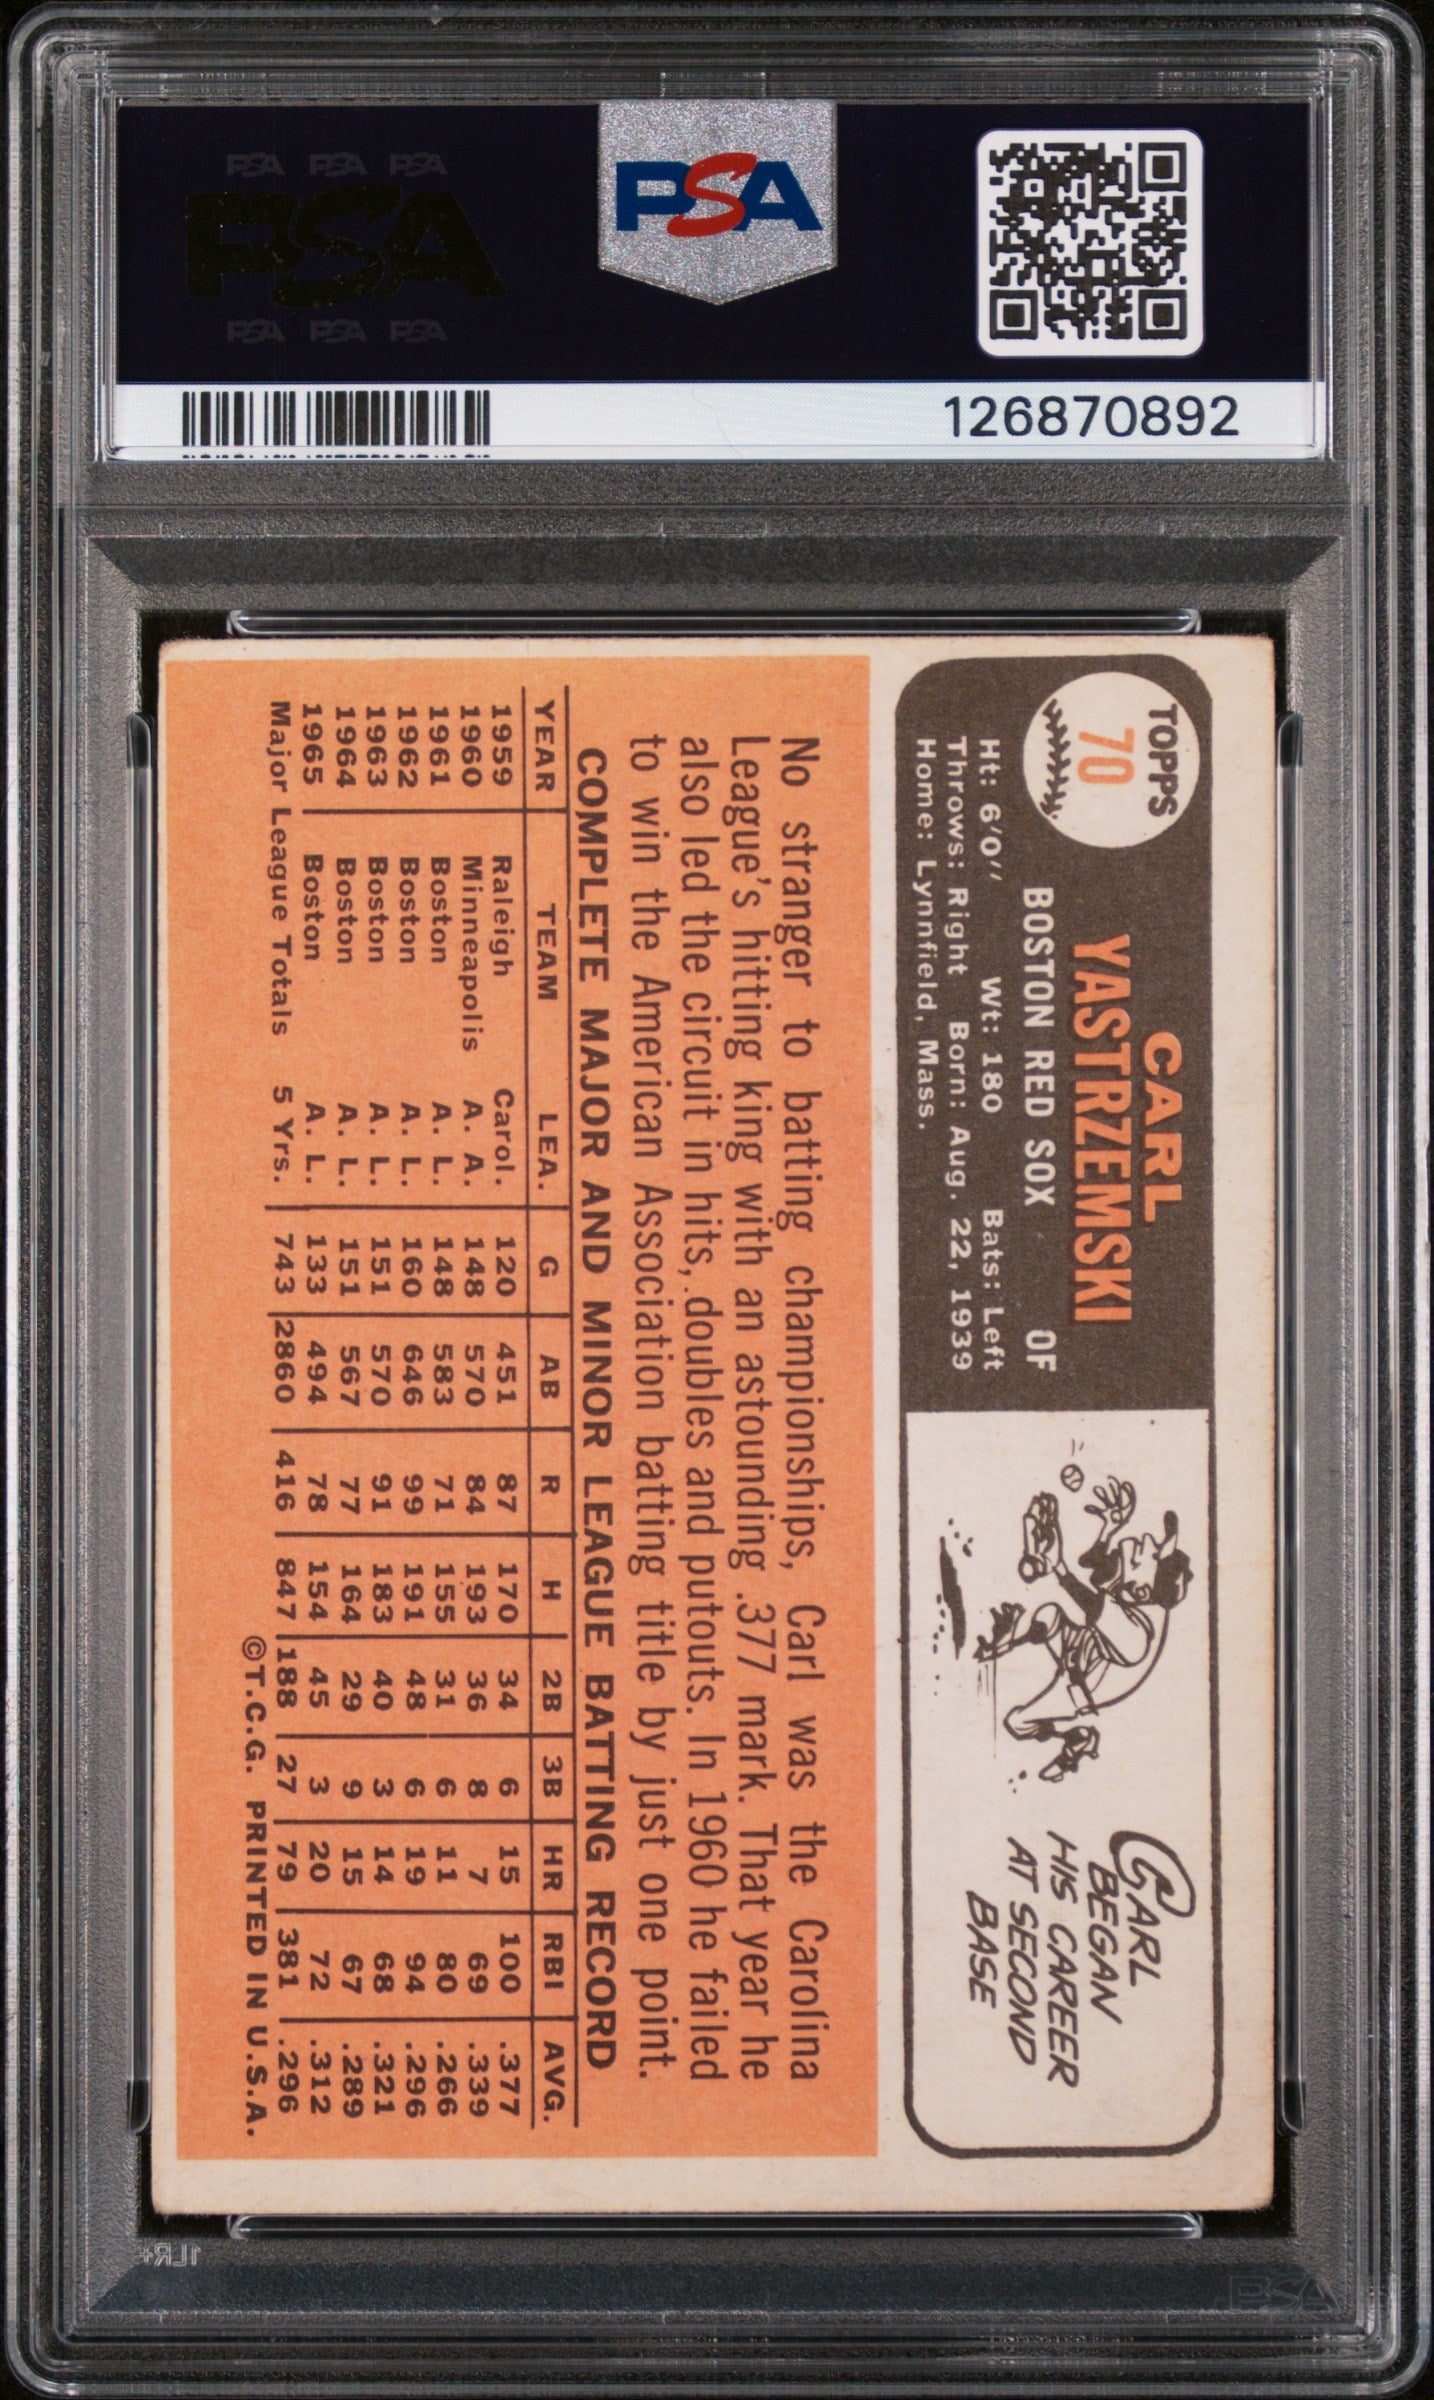 PSA PSA PSA
PSA
PSA PSA PSA
PSA
126870892
TOPPS
70
CARL
YASTRZEMSKI
BOSTON RED SOX OF
Ht: 6'0" Wt: 180 Bats: Left
Throws: Right Born: Aug. 22, 1939
Home: Lynnfield, Mass.
CARL
BEGAN
HIS CAREER
AT SECOND
BASE
No stranger to batting championships, Carl was the Carolina
League's hitting king with an astounding .377 mark. That year he
also led the circuit in hits, doubles and putouts. In 1960 he failed
to win the American Association batting title by just one point.
COMPLETE MAJOR AND MINOR LEAGUE BATTING RECORD
YEAR TEAM LEA. G AB R H 2B 3B HR RBI AVG.
1959 Raleigh Carol. 120 451 87 170 34 6 15 100 .377
1960 Minneapolis A. A. 148 570 84 193 36 8 7 69 .339
1961 Boston A. L. 148 583 71 155 31 6 11 80 .266
1962 Boston A. L. 160 646 99 191 48 6 19 94 .296
1963 Boston A. L. 151 570 91 183 40 3 14 68 .321
1964 Boston A. L. 151 567 77 164 29 9 15 67 .289
1965 Boston A. L. 133 494 78 154 45 3 20 72 .312
Major League Totals 5 Yrs. 743 2860 416 847 188 27 79 381 .296
©T.C.G. PRINTED IN U.S.A.
1LR+
PSA